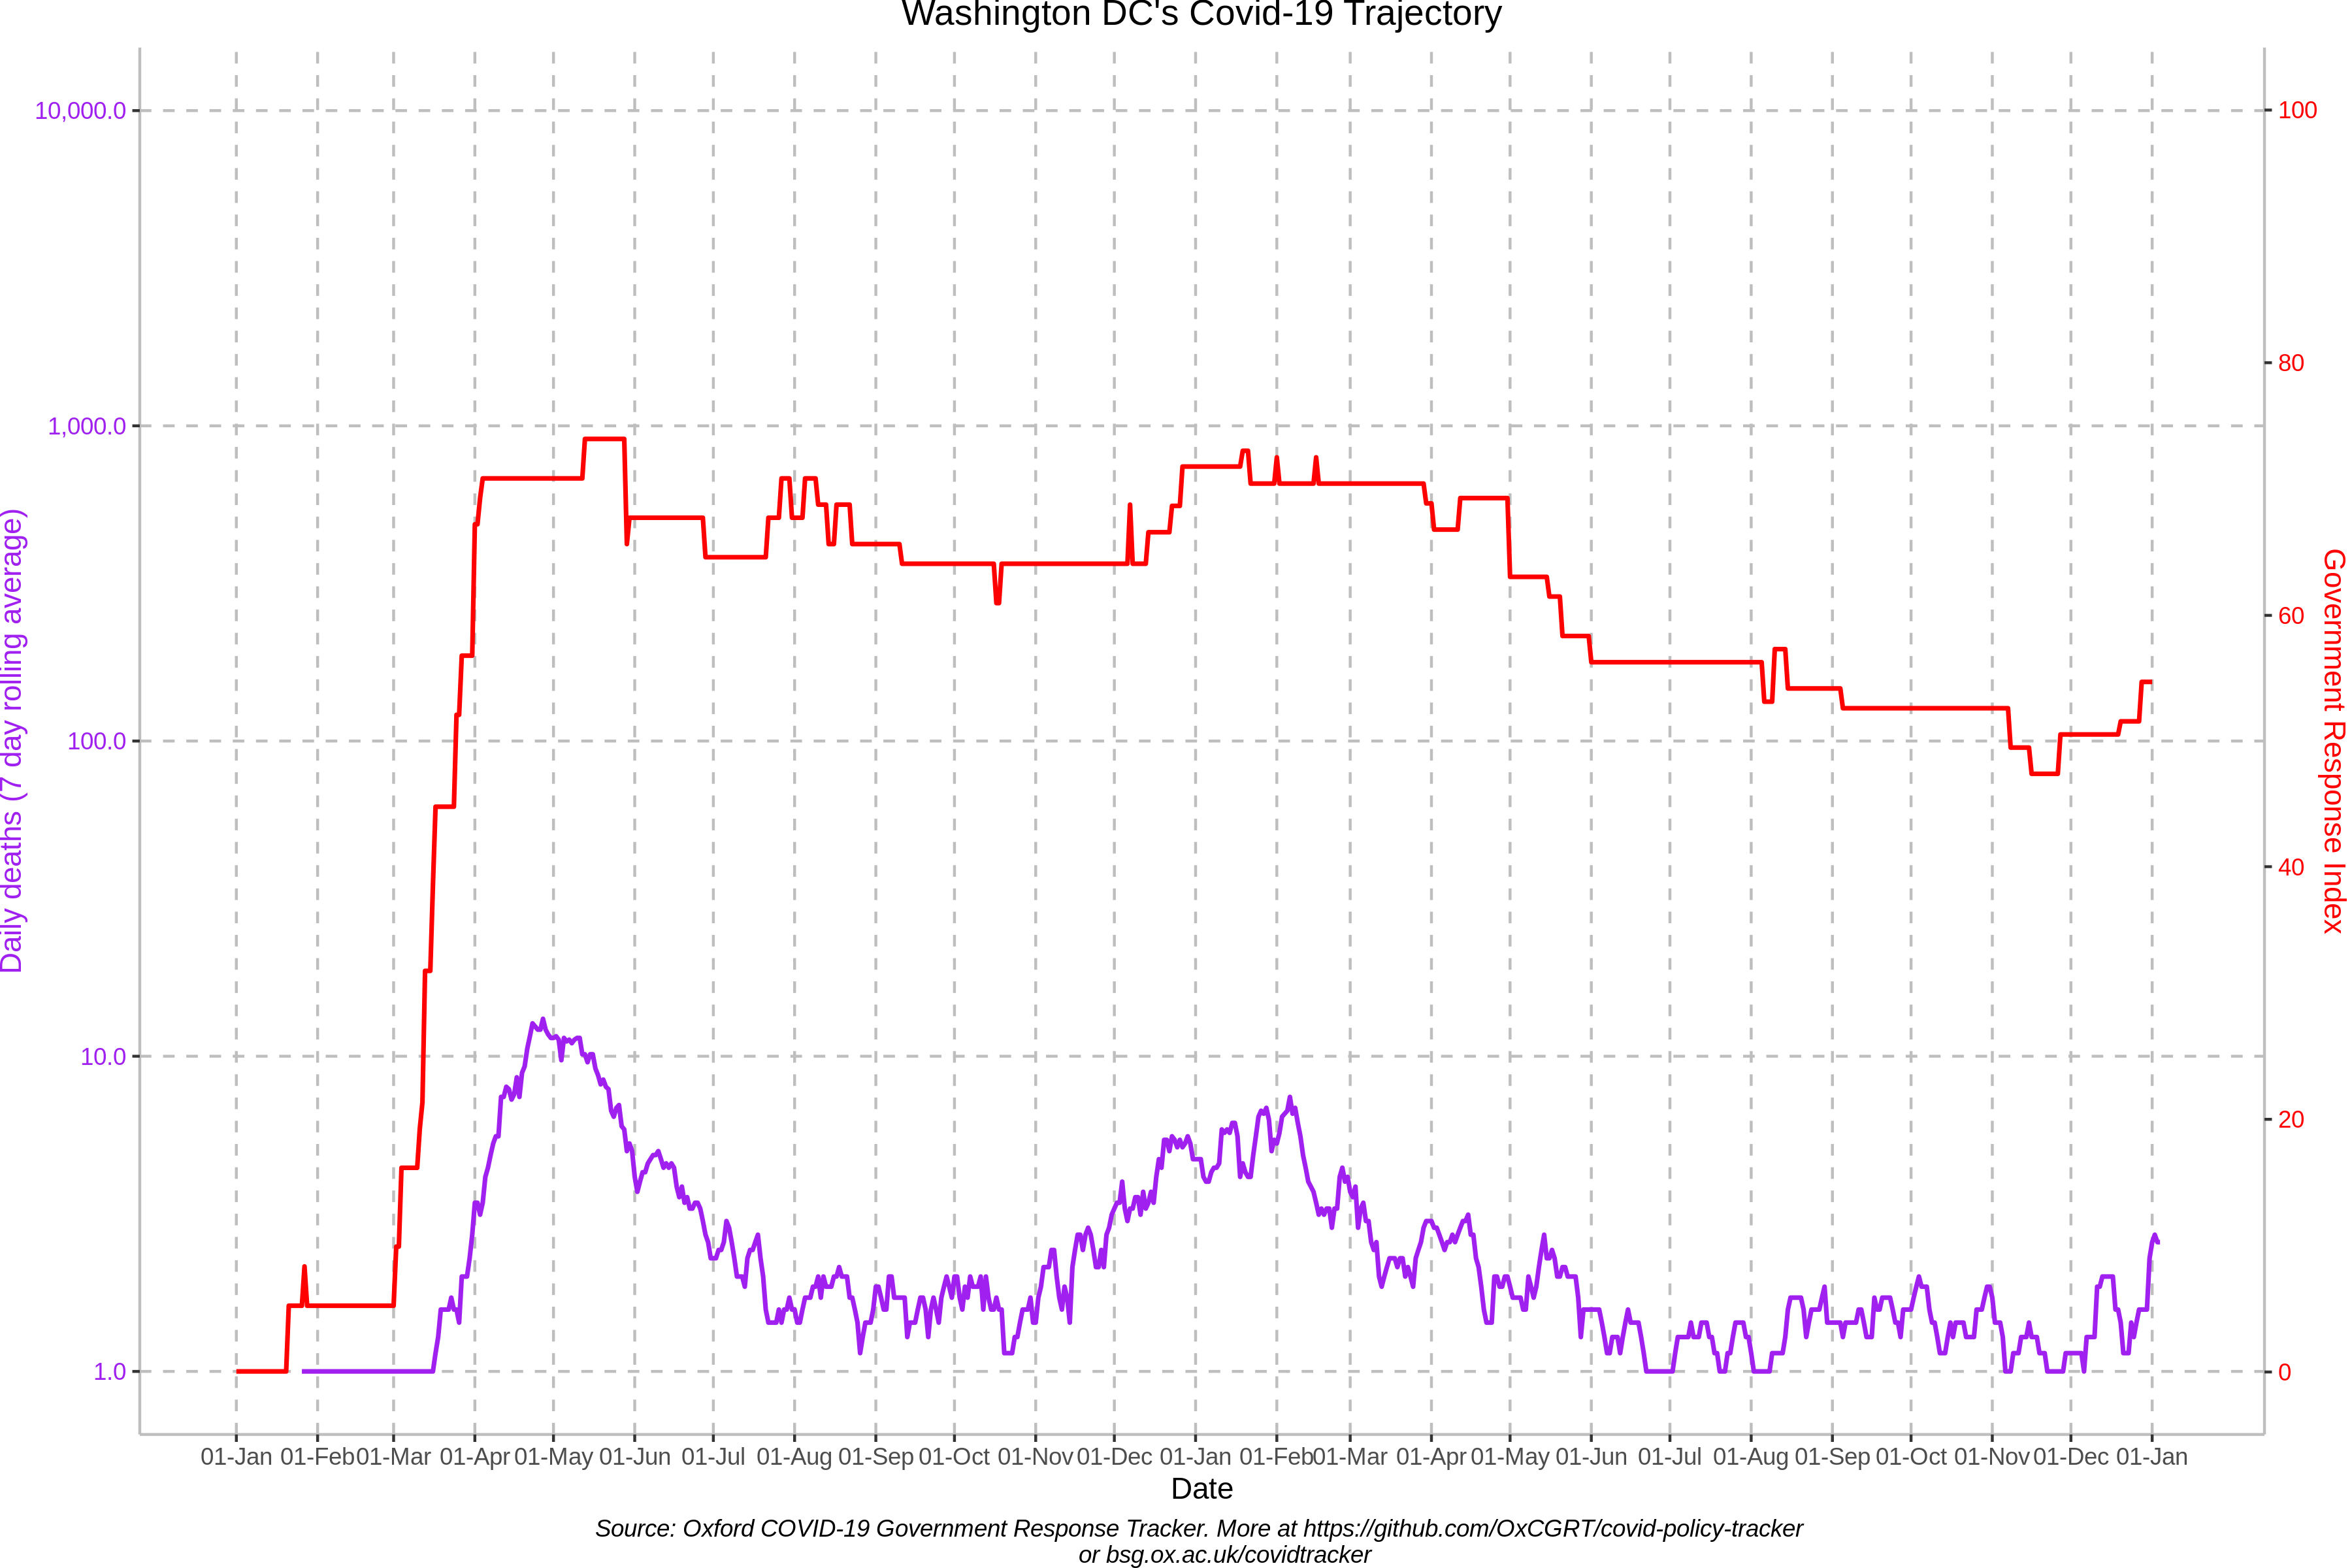 Washington DC's Covid-19 Trajectory
10,000.0
1,000.0
100.0
10.0
1.0
Daily deaths (7 day rolling average)
100
80
60
40
20
0
Government Response Index
01-Jan 01-Feb 01-Mar 01-Apr 01-May 01-Jun 01-Jul 01-Aug 01-Sep 01-Oct 01-Nov 01-Dec 01-Jan 01-Feb 01-Mar 01-Apr 01-May 01-Jun 01-Jul 01-Aug 01-Sep 01-Oct 01-Nov 01-Dec 01-Jan
Date
Source: Oxford COVID-19 Government Response Tracker. More at https://github.com/OxCGRT/covid-policy-tracker
or bsg.ox.ac.uk/covidtracker